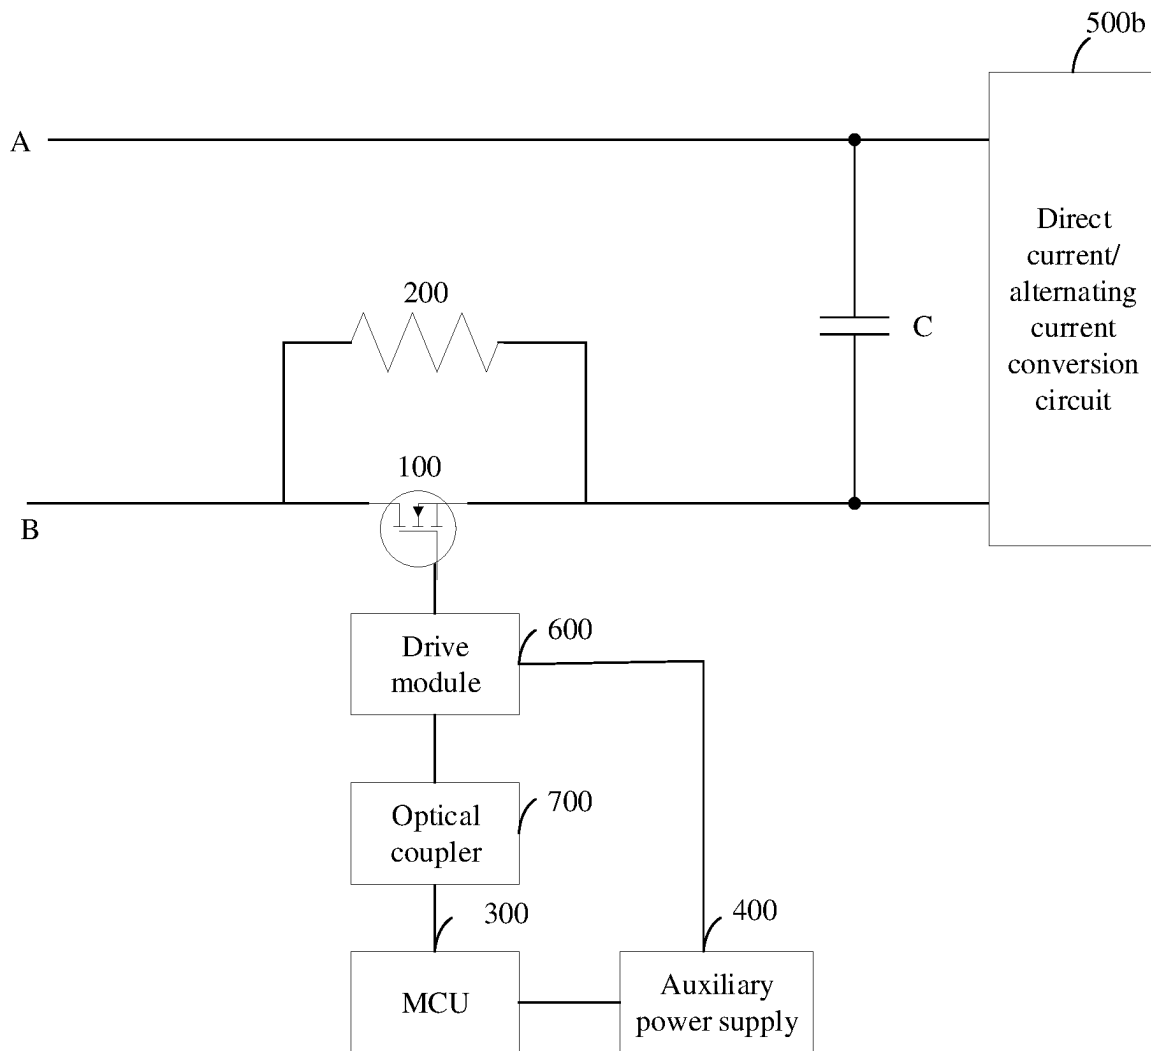 500b
A
Direct
current/
alternating
current
conversion
circuit
200
C
100
B
600
Drive
module
700
Optical
coupler
300
400
MCU
Auxiliary
power supply